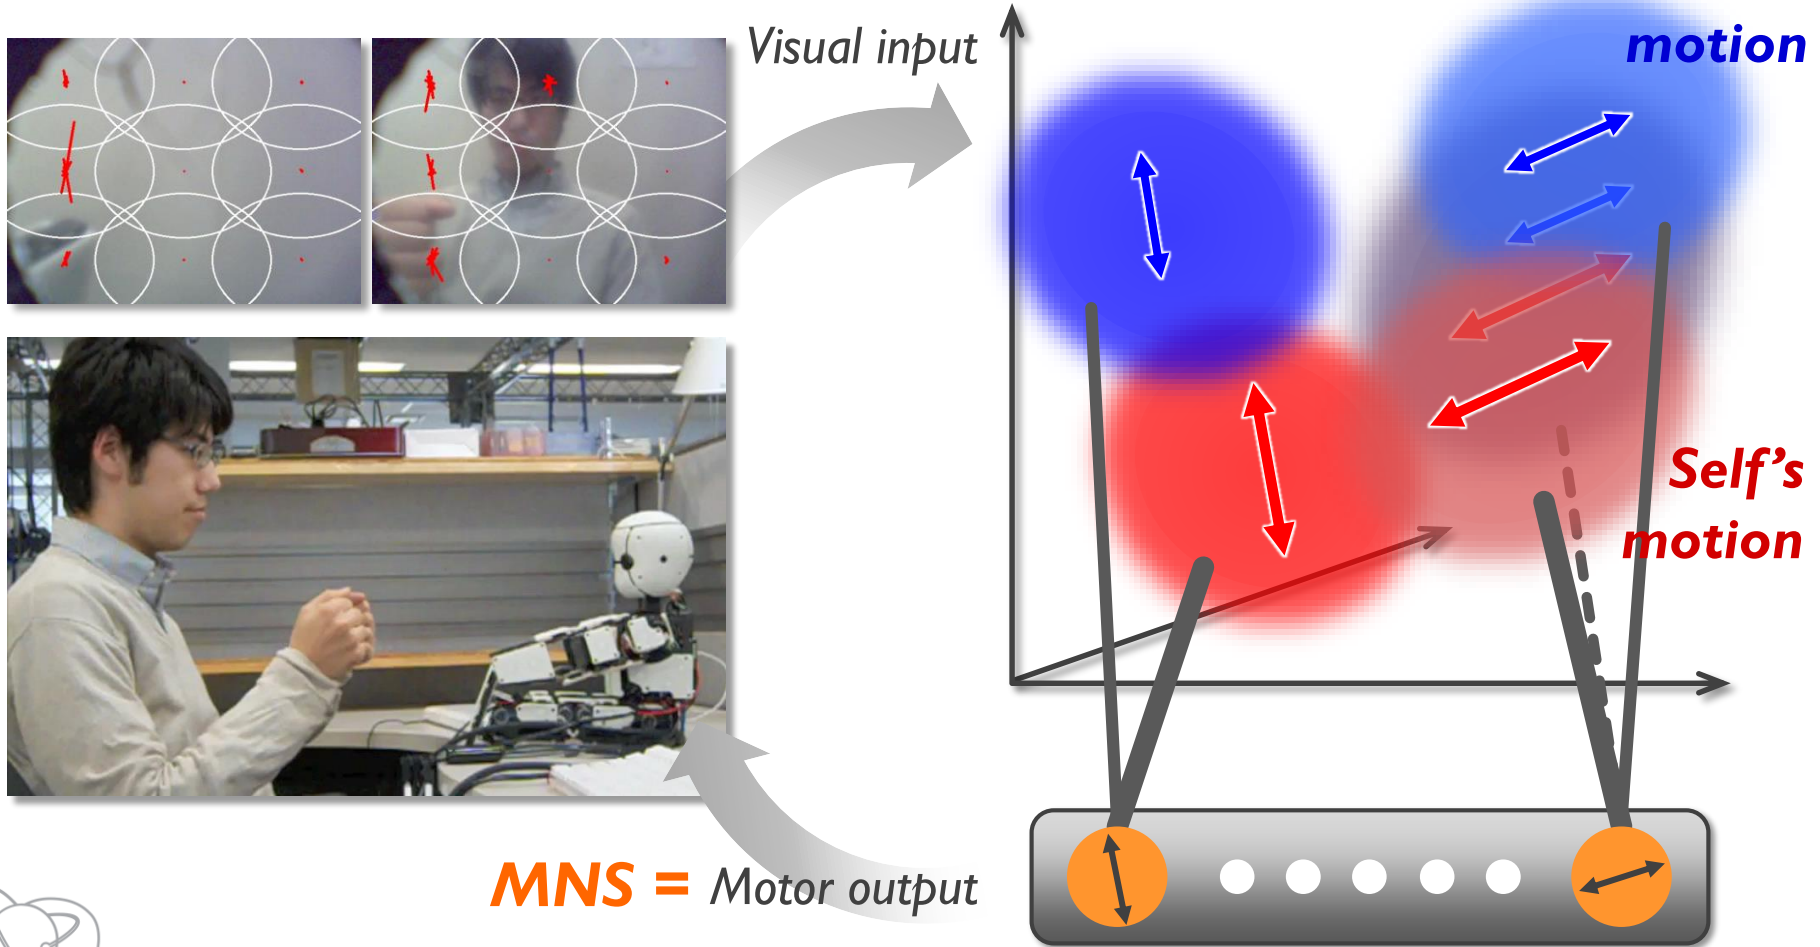 Visual input
motion
Self's
motion
MNS = Motor output